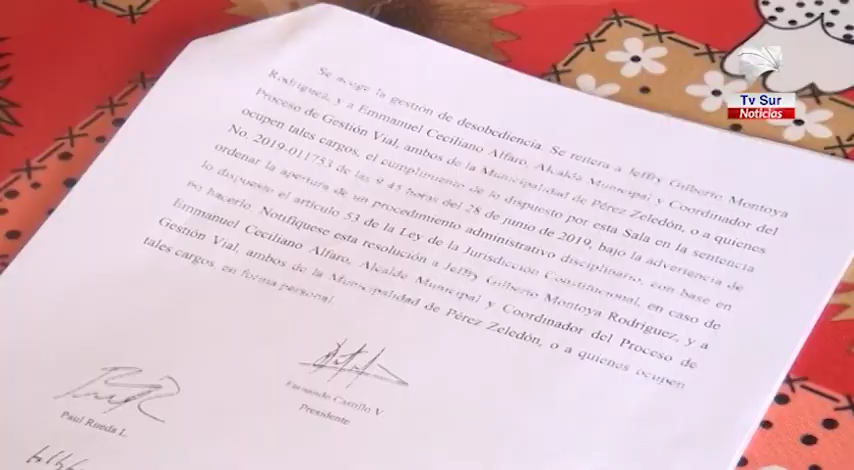 Se acoge la gestión de desobediencia. Se reitera a Jeffry Gilberto Montoya
Rodríguez, y a Emmanuel Ceciliano Alfaro, Alcalde Municipal y Coordinador del
Proceso de Gestión Vial, ambos de la Municipalidad de Pérez Zeledón, o a quienes
ocupen tales cargos, el cumplimiento de lo dispuesto por esta Sala en la sentencia
No. 2019-011753 de las 9:45 horas del 28 de junio de 2019, bajo la advertencia de
ordenar la apertura de un procedimiento administrativo disciplinario, con base en
lo dispuesto el artículo 53 de la Ley de la Jurisdicción Constitucional, en caso de
no hacerlo. Notifíquese esta resolución a Jeffry Gilberto Montoya Rodríguez, y a
Emmanuel Ceciliano Alfaro, Alcalde Municipal y Coordinador del Proceso de
Gestión Vial, ambos de la Municipalidad de Pérez Zeledón, o a quienes ocupen
tales cargos, en forma personal.
Fernando Castillo V
Presidente
Paul Rueda L
Tv Sur
Noticias